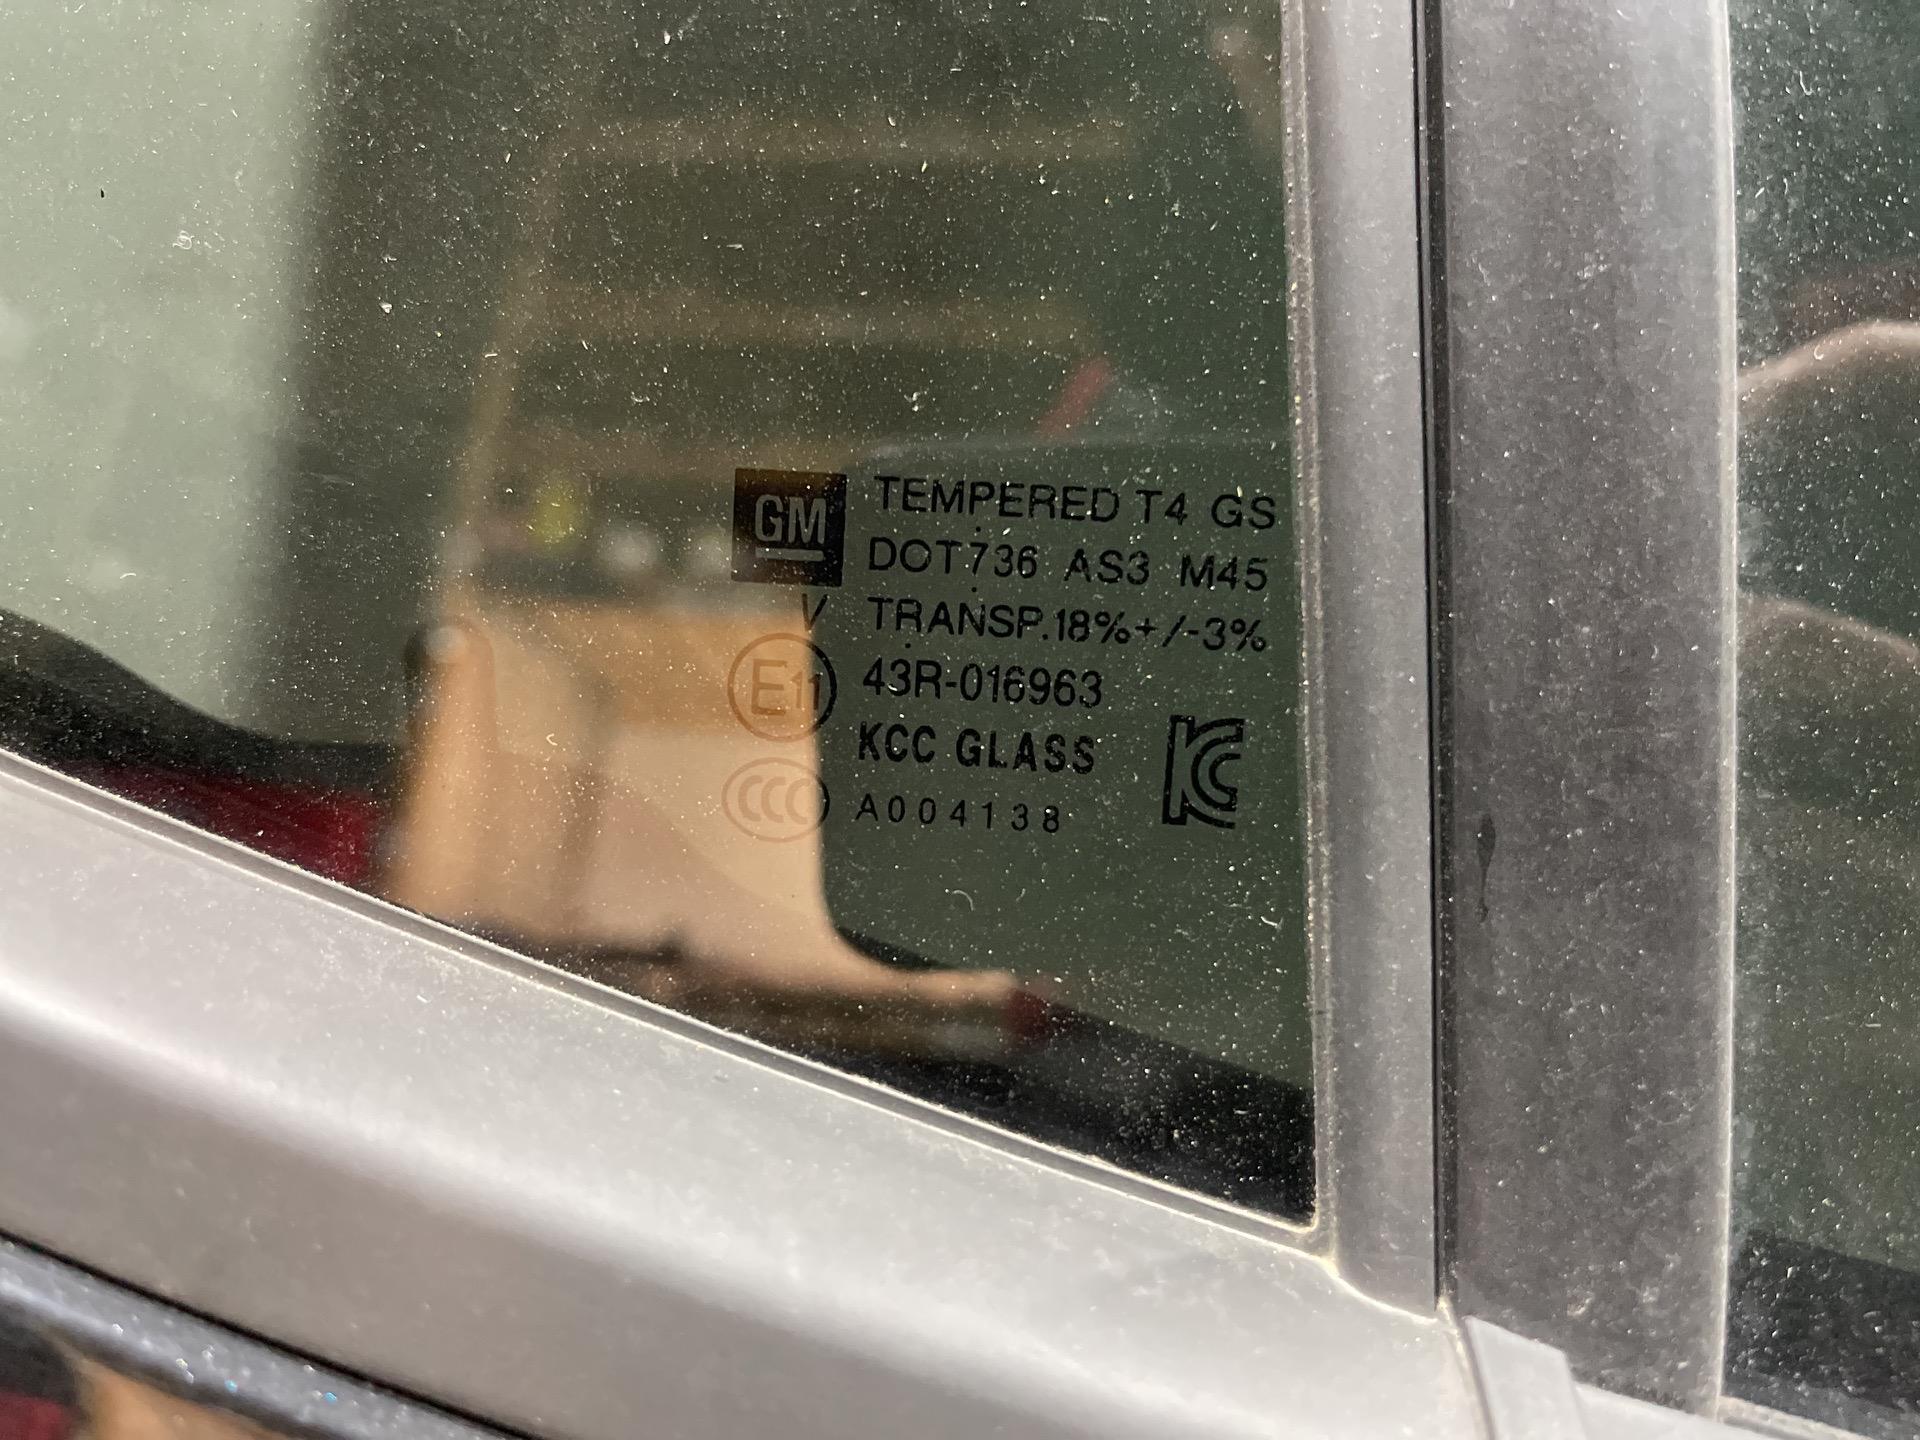 GM
TEMPERED T4 GS
DOT736 AS3 M45
V TRANSP.18%+/-3%
E11 43R-016963
KCC GLASS
CCC A004138
KC